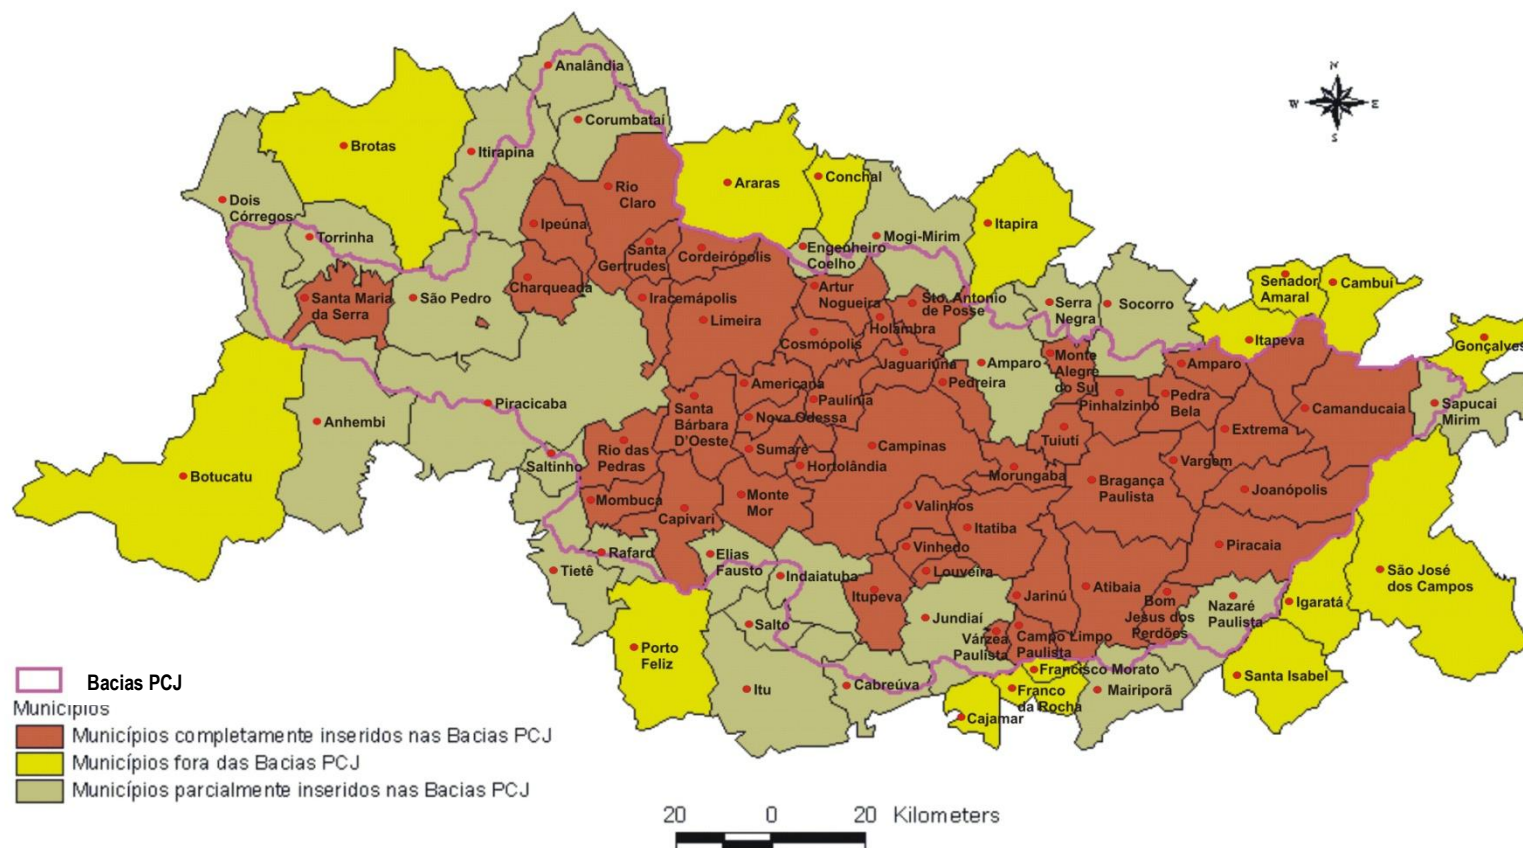 Analândia
Corumbataí
Brotas
Itirapina
Araras
Conchal
Rio
Claro
Dois
Córregos
Ipeúna
Itapira
Torrinha
Santa
Gertrudes
Cordeirópolis
Engenheiro
Coelho
Mogi-Mirim
Charqueada
Santa Maria
da Serra
São Pedro
Iracemápolis
Limeira
Artur
Nogueira
Sto. Antonio
de Posse
Holambra
Serra
Negra
Socorro
Senador
Amaral
Cambuí
Itapeva
Gonçalves
Cosmópolis
Jaguariúna
Amparo
Monte
Alegre
do Sul
Amparo
Pedreira
Americana
Paulínia
Pinhalzinho
Pedra
Bela
Camanducaia
Sapucai
Mirim
Piracicaba
Anhembi
Santa
Bárbara
D'Oeste
Nova Odessa
Campinas
Tuiutí
Extrema
Rio das
Pedras
Sumaré
Hortolândia
Saltinho
Morungaba
Vargem
Botucatu
Bragança
Paulista
Joanópolis
Mombuca
Capivari
Monte
Mor
Valinhos
Itatiba
Rafard
Elias
Fausto
Vinhedo
Piracaia
Tietê
Indaiatuba
Louveira
Itupeva
Jarinú
Atibaia
Bom
Jesus dos
Perdões
Nazaré
Paulista
Igaratá
São José
dos Campos
Salto
Jundiaí
Várzea
Paulista
Campo Limpo
Paulista
Porto
Feliz
Francisco Morato
Itu
Cabreúva
Franco
da Rocha
Mairiporã
Santa Isabel
Cajamar
N
W
E
S
Bacias PCJ
Municípios
Municípios completamente inseridos nas Bacias PCJ
Municípios fora das Bacias PCJ
Municípios parcialmente inseridos nas Bacias PCJ
20 0 20 Kilometers